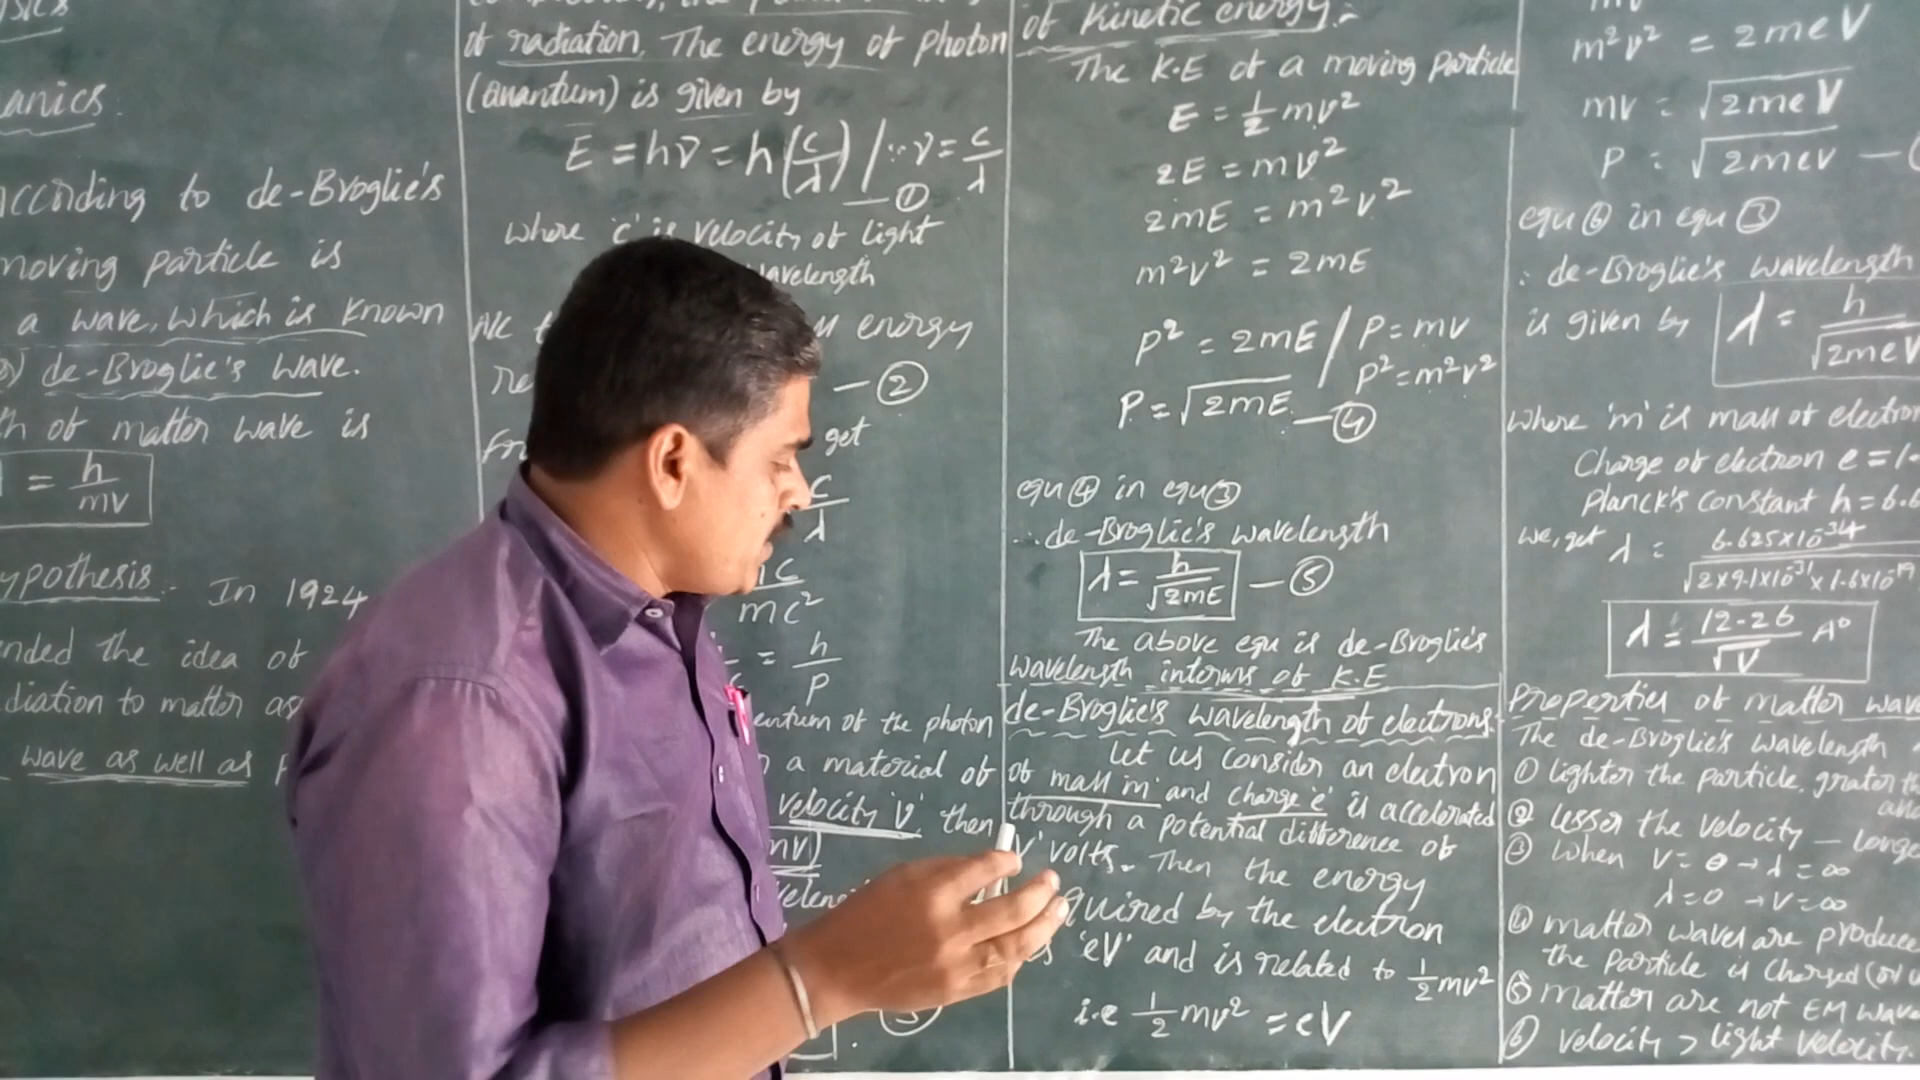 anics.
According to de-Broglie's
moving particle is
a wave, which is known
de-Broglie's wave.
th of matter wave is
= h/mv
ypothesis:- In 1924
nded the idea of
diation to matter as
wave as well as
of radiation. The energy of photon
(Quantum) is given by
E = hν = h(c/λ) / ∵ ν = c/λ
— ①
where 'c' is velocity of light
wavelength
energy
— ②
get
c/λ
mc²
= h/p
entum of the photon
a material of
velocity 'v', then
mv)
of Kinetic energy:-
The K.E of a moving particle
E = 1/2 mv²
2E = mv²
2mE = m²v²
m²v² = 2mE
p² = 2mE / P = mv
p² = m²v²
P = √2mE — ④
equ ④ in equ ③
∴ de-Broglie's wavelength
λ = h/√2mE — ⑤
The above equ is de-Broglie's
wavelength interms of K.E
de-Broglie's wavelength of electrons:
Let us consider an electron
of mass 'm' and charge 'e' is accelerated
through a potential difference of
'V' volts. Then the energy
quired by the electron
is 'eV' and is related to 1/2 mv²
i.e 1/2 mv² = eV
m²v² = 2meV
mv = √2meV
P = √2meV —
equ ⑥ in equ ③
∴ de-Broglie's wavelength
is given by λ = h/√2meV
where 'm' is mass of electron
Charge of electron e = 1.
Planck's constant h = 6.6
we, get λ = 6.625×10⁻³⁴
√2×9.1×10⁻³¹×1.6×10⁻¹⁹
λ = 12.26/√V A°
Properties of matter wave
The de-Broglie's wavelength
① lighter the particle, grater th
② lesser the velocity — longe
③ when v = 0 → λ = ∞
λ = 0 → v = ∞
④ matter waves are produce
the particle is charged (or) u
⑤ matter are not EM wave
⑥ velocity > light velocity.